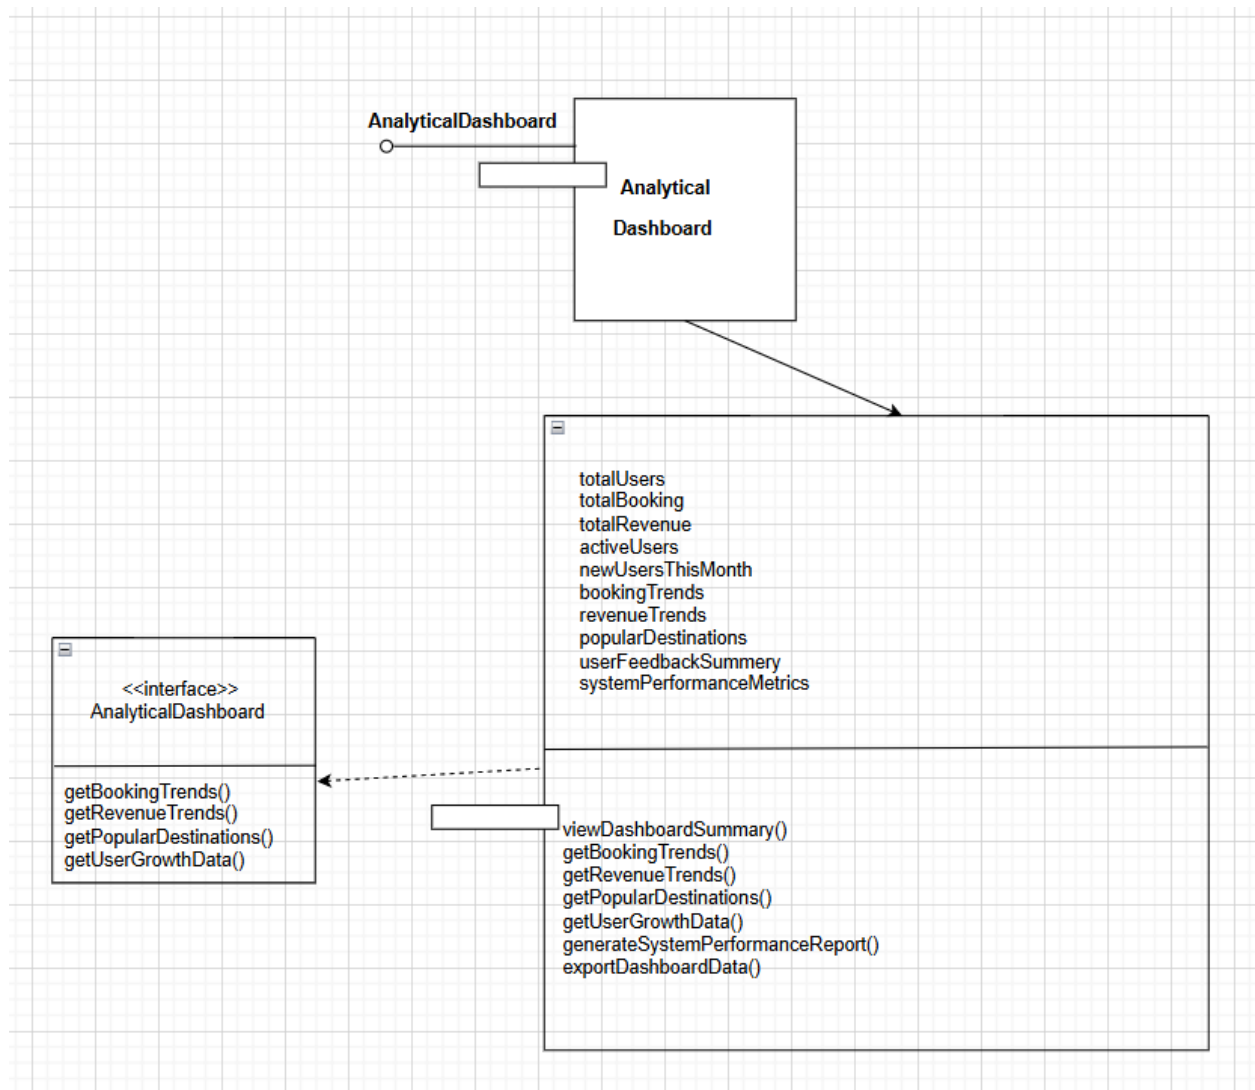 AnalyticalDashboard
Analytical
Dashboard
totalUsers
totalBooking
totalRevenue
activeUsers
newUsersThisMonth
bookingTrends
revenueTrends
popularDestinations
userFeedbackSummery
systemPerformanceMetrics
<<interface>>
AnalyticalDashboard
getBookingTrends()
getRevenueTrends()
getPopularDestinations()
getUserGrowthData()
viewDashboardSummary()
getBookingTrends()
getRevenueTrends()
getPopularDestinations()
getUserGrowthData()
generateSystemPerformanceReport()
exportDashboardData()